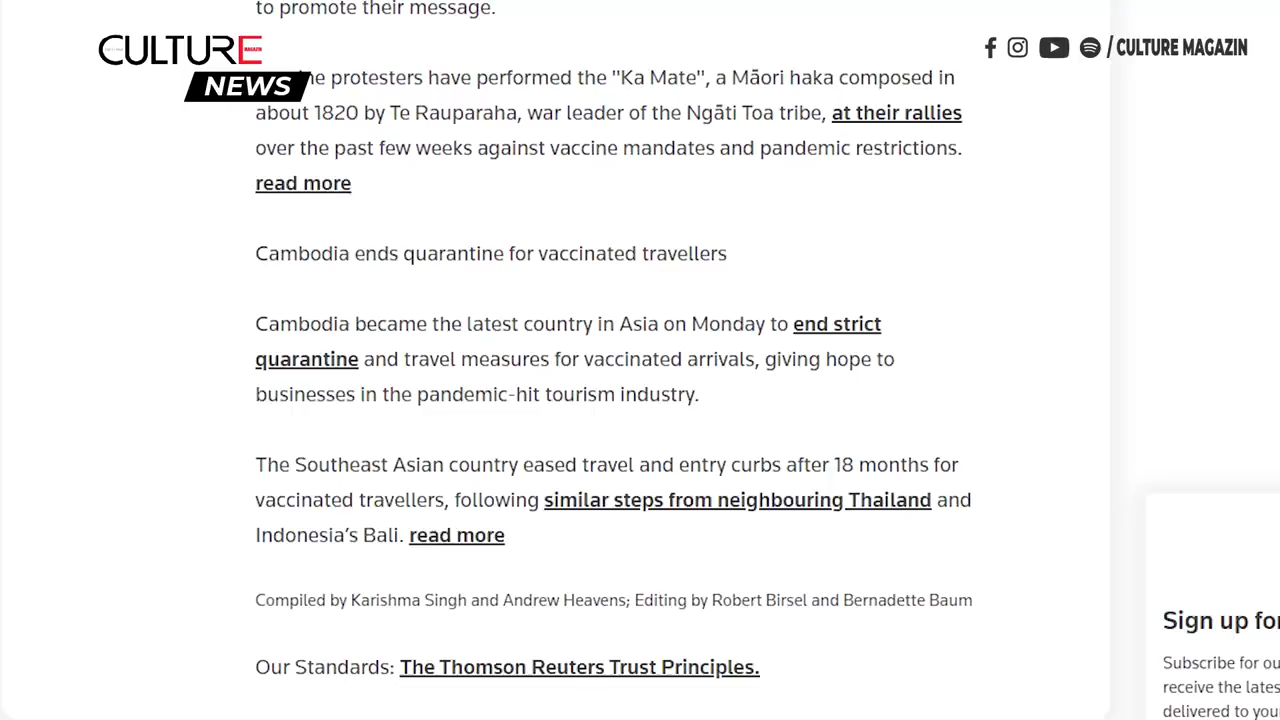 to promote their message.
CULTURE
MAGAZIN
NEWS
/ CULTURE MAGAZIN
he protesters have performed the "Ka Mate", a Māori haka composed in
about 1820 by Te Rauparaha, war leader of the Ngāti Toa tribe, at their rallies
over the past few weeks against vaccine mandates and pandemic restrictions.
read more
Cambodia ends quarantine for vaccinated travellers
Cambodia became the latest country in Asia on Monday to end strict
quarantine and travel measures for vaccinated arrivals, giving hope to
businesses in the pandemic-hit tourism industry.
The Southeast Asian country eased travel and entry curbs after 18 months for
vaccinated travellers, following similar steps from neighbouring Thailand and
Indonesia’s Bali. read more
Compiled by Karishma Singh and Andrew Heavens; Editing by Robert Birsel and Bernadette Baum
Our Standards: The Thomson Reuters Trust Principles.
Sign up for
Subscribe for ou
receive the lates
delivered to you